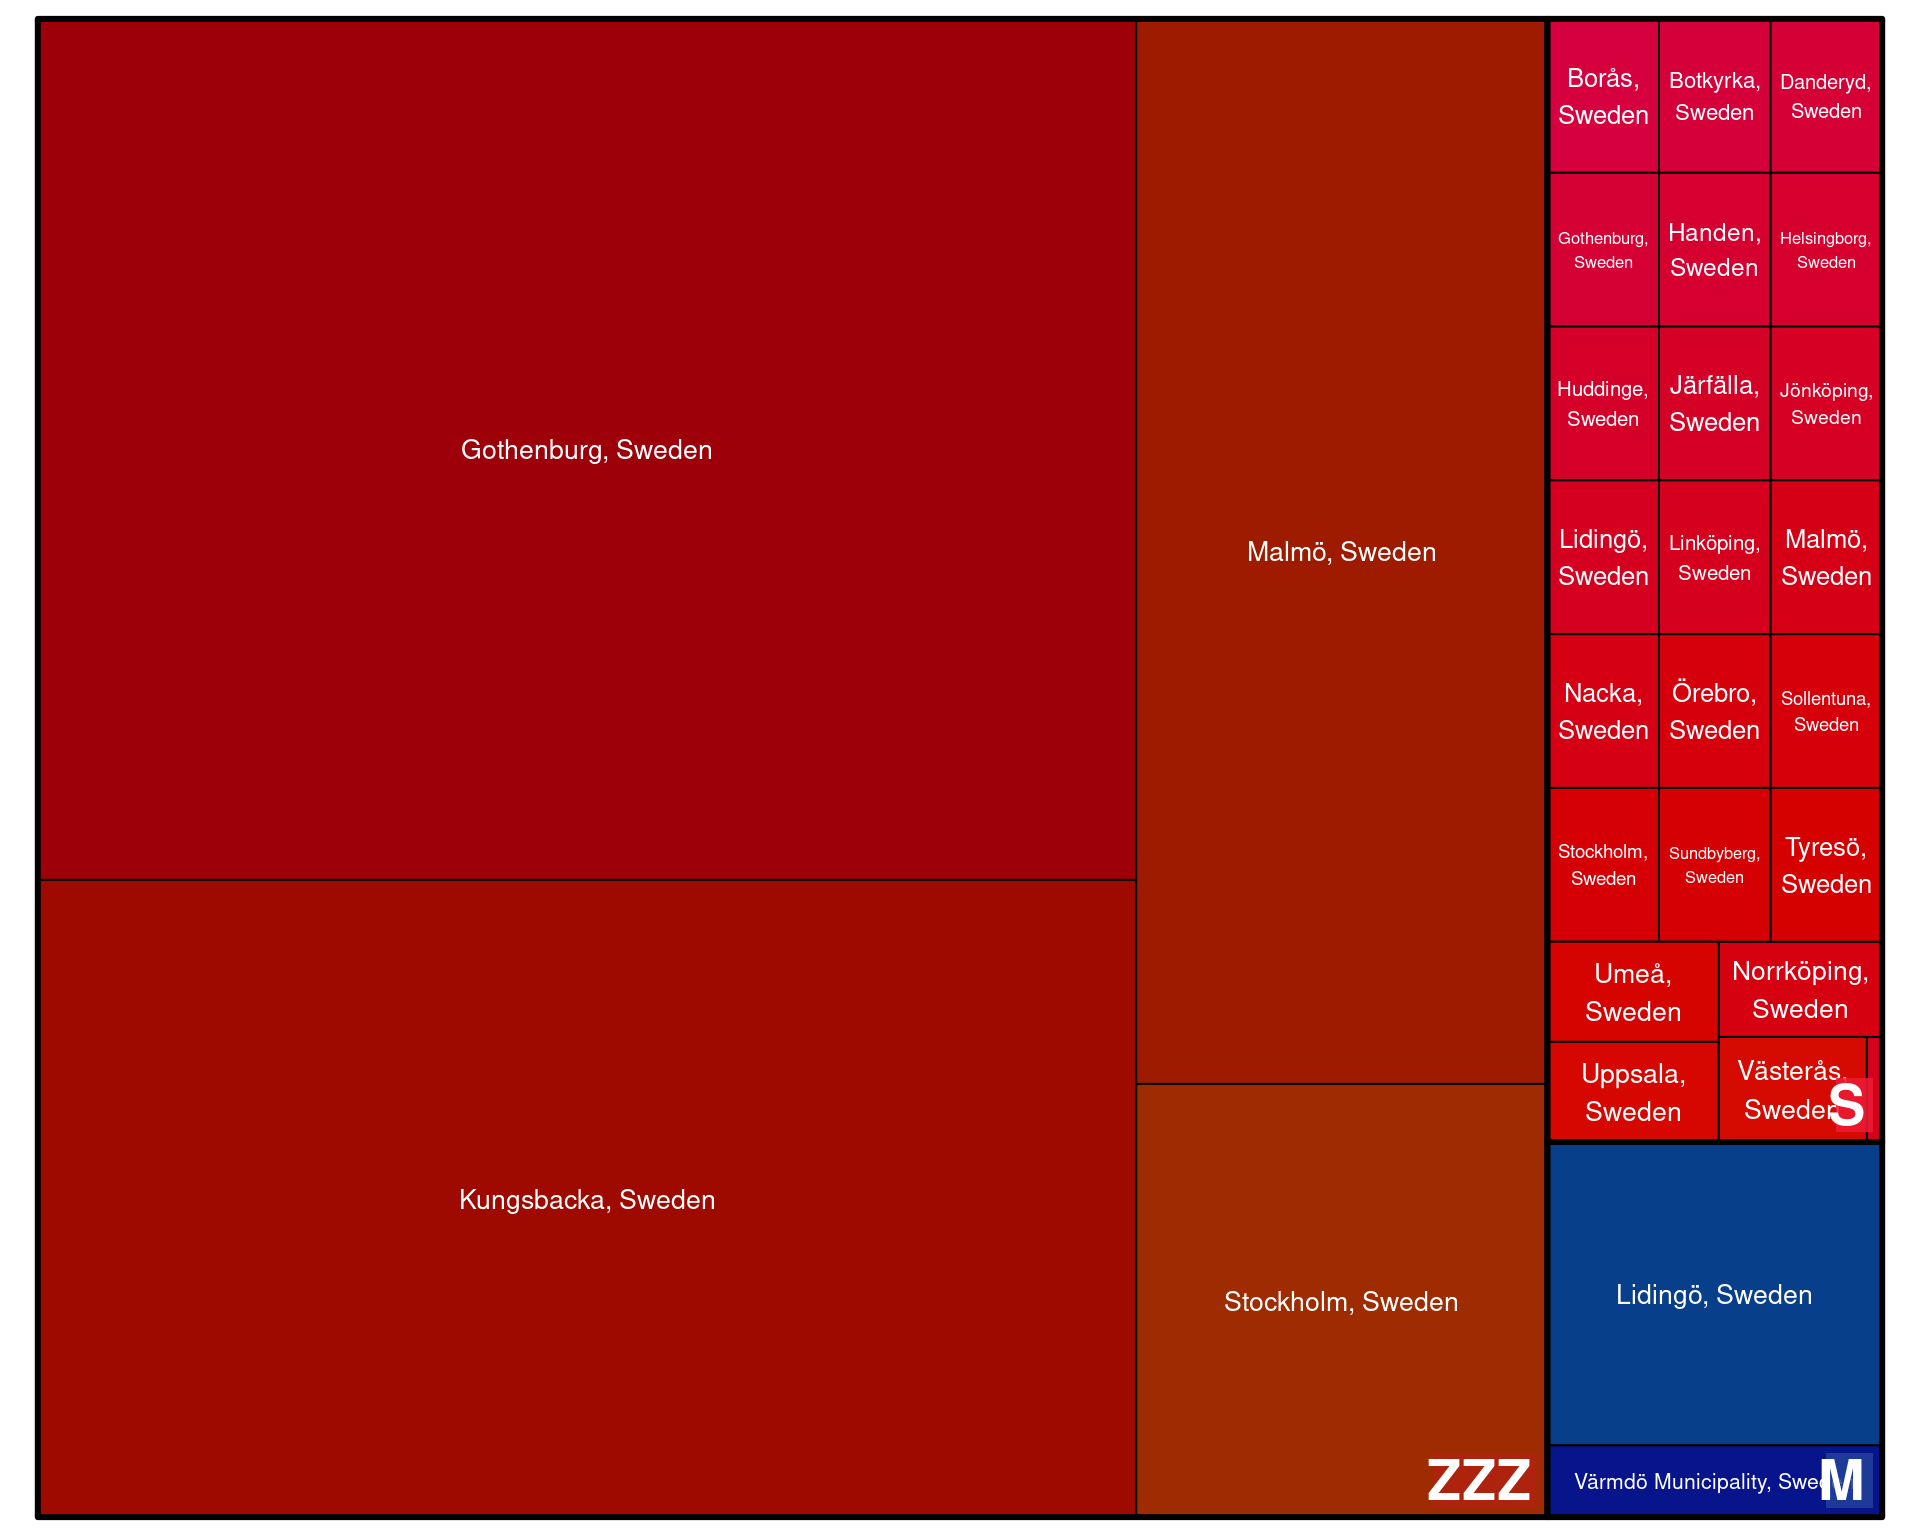 Gothenburg, Sweden
Kungsbacka, Sweden
Malmö, Sweden
Stockholm, Sweden
ZZZ
Borås,
Sweden
Botkyrka,
Sweden
Danderyd,
Sweden
Gothenburg,
Sweden
Handen,
Sweden
Helsingborg,
Sweden
Huddinge,
Sweden
Järfälla,
Sweden
Jönköping,
Sweden
Lidingö,
Sweden
Linköping,
Sweden
Malmö,
Sweden
Nacka,
Sweden
Örebro,
Sweden
Sollentuna,
Sweden
Stockholm,
Sweden
Sundbyberg,
Sweden
Tyresö,
Sweden
Umeå,
Sweden
Norrköping,
Sweden
Uppsala,
Sweden
Västerås,
Sweden
S
Lidingö, Sweden
Värmdö Municipality, Swed
M